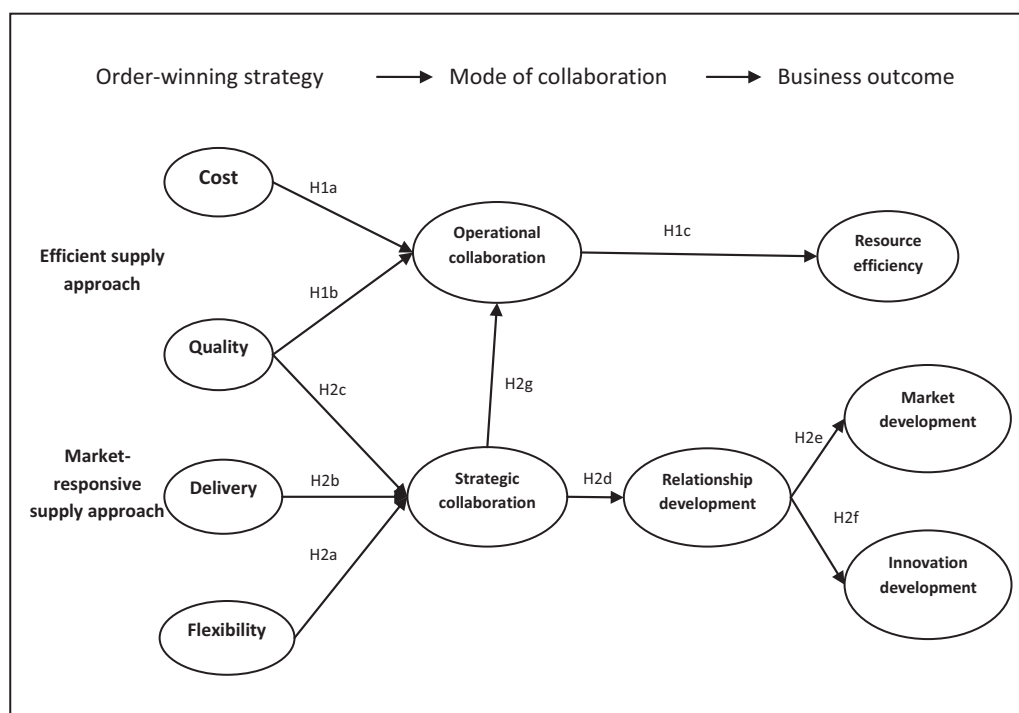 Order-winning strategy
Mode of collaboration
Business outcome
Cost
H1a
Operational
collaboration
H1c
Resource
efficiency
Efficient supply
approach
H1b
Quality
H2c
H2g
Market
development
H2e
Market-
responsive
supply approach
Delivery
H2b
Strategic
collaboration
H2d
Relationship
development
H2f
H2a
Innovation
development
Flexibility